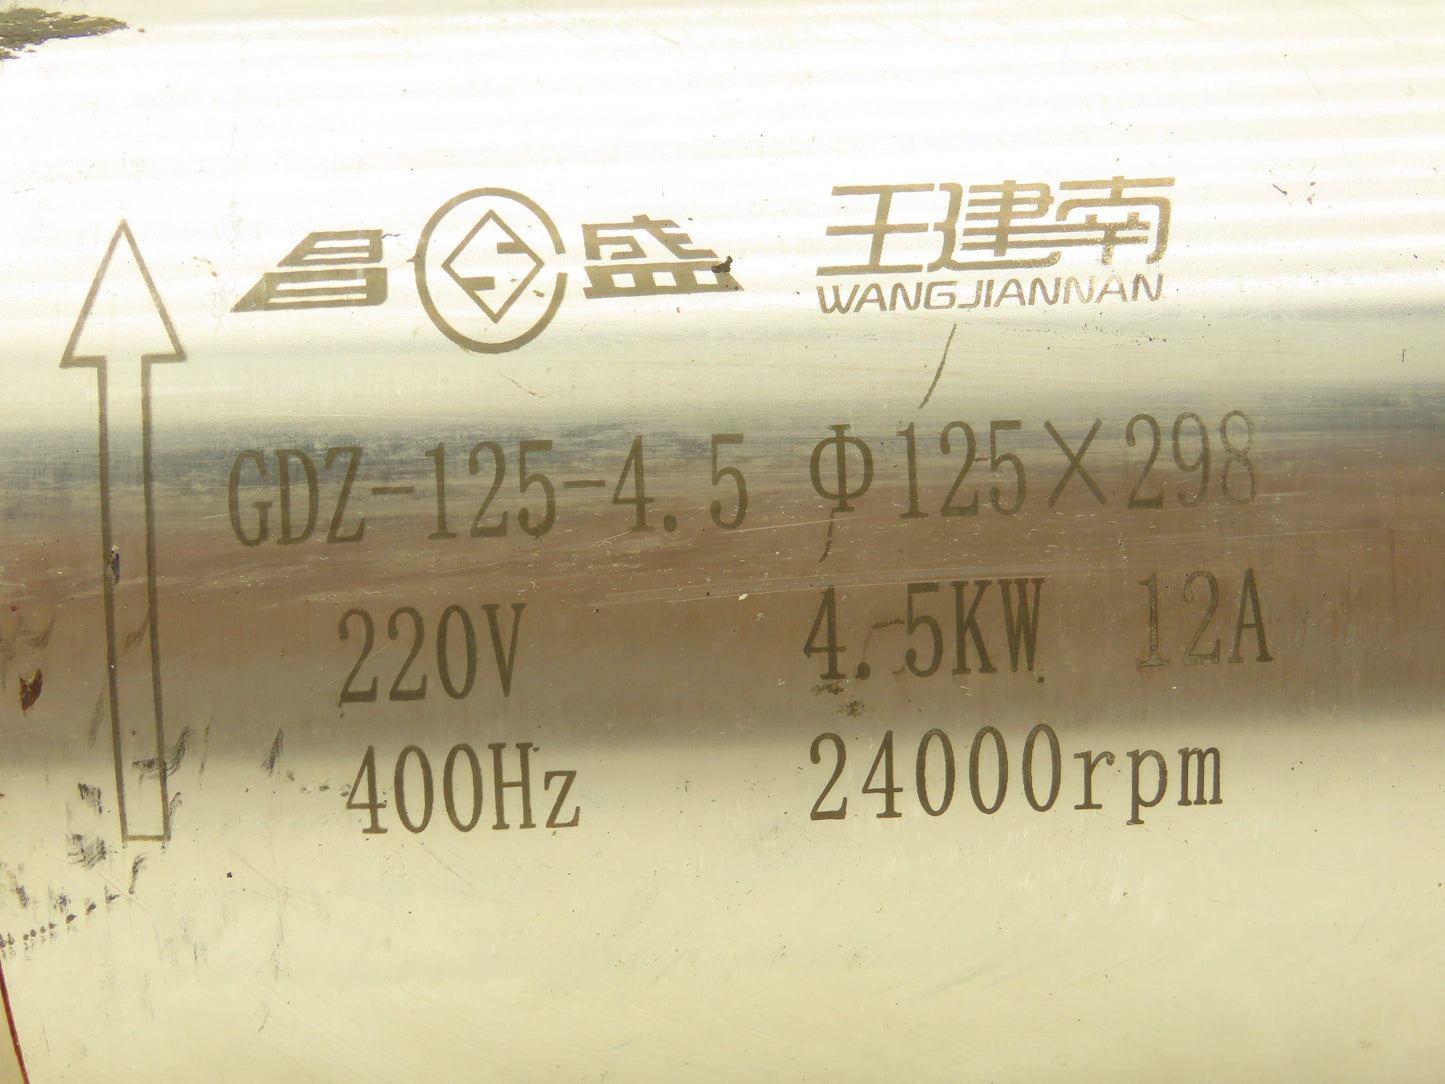 昌盛 王建南
WANGJIANNAN
GDZ-125-4.5 Φ125×298
220V 4.5KW 12A
400Hz 24000rpm